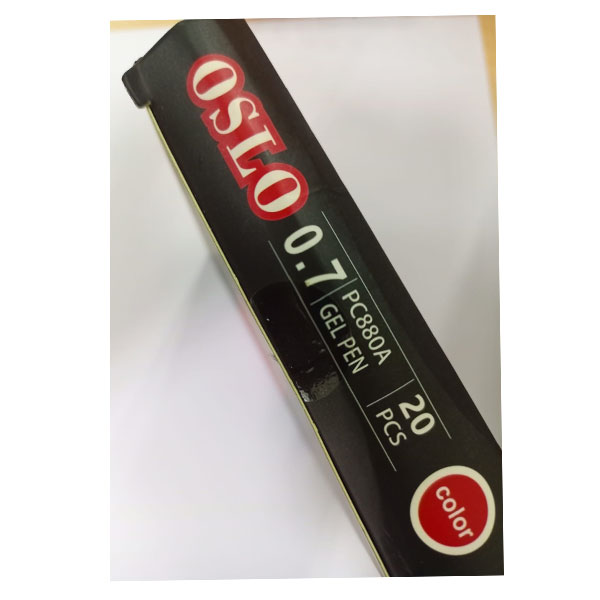 OSLO
0.7
PC880A
GEL PEN
20
PCS
color